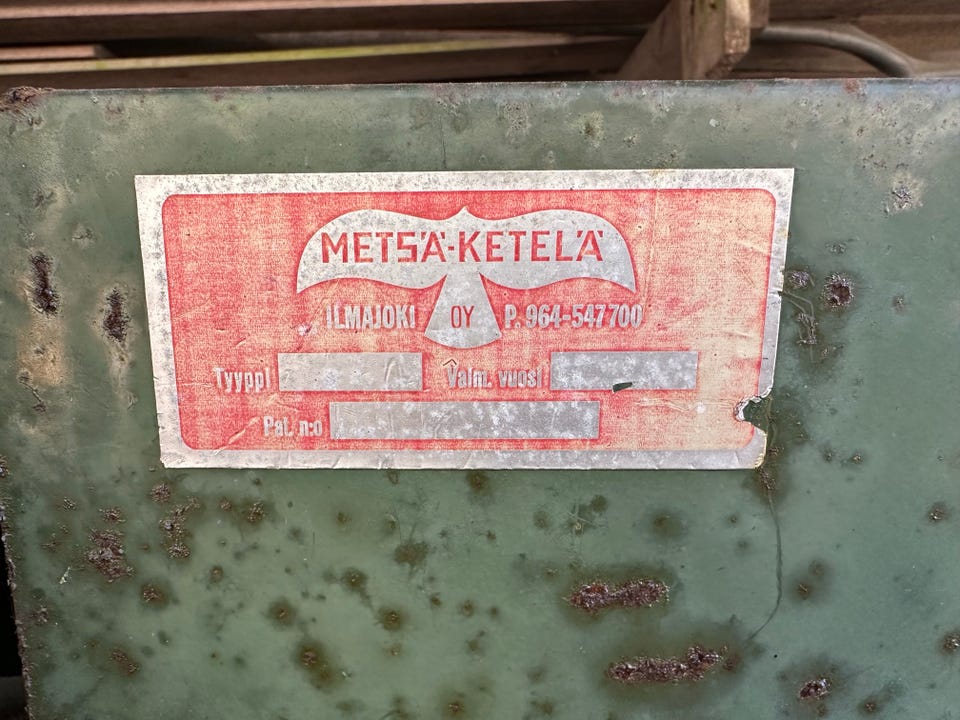 METSÄ-KETELÄ
ILMAJOKI OY P. 964-547700
Tyyppi Valm. vuosi
Pat. n:o